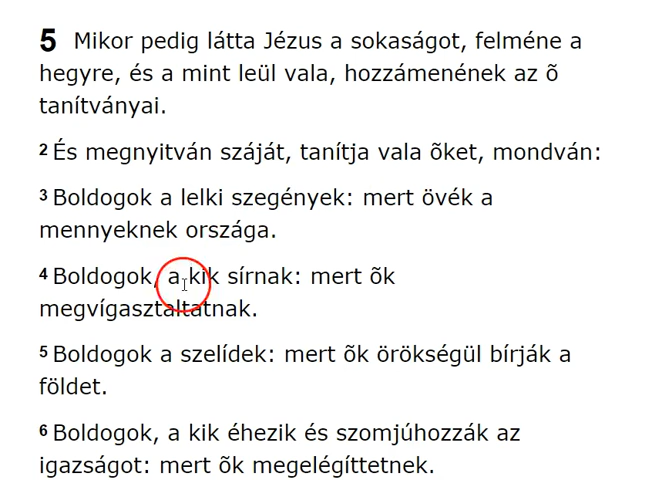 5 Mikor pedig látta Jézus a sokaságot, felméne a
hegyre, és a mint leül vala, hozzámenének az õ
tanítványai.
2 És megnyitván száját, tanítja vala õket, mondván:
3 Boldogok a lelki szegények: mert övék a
mennyeknek országa.
4 Boldogok, a kik sírnak: mert õk
megvígasztaltatnak.
5 Boldogok a szelídek: mert õk örökségül bírják a
földet.
6 Boldogok, a kik éhezik és szomjúhozzák az
igazságot: mert õk megelégíttetnek.